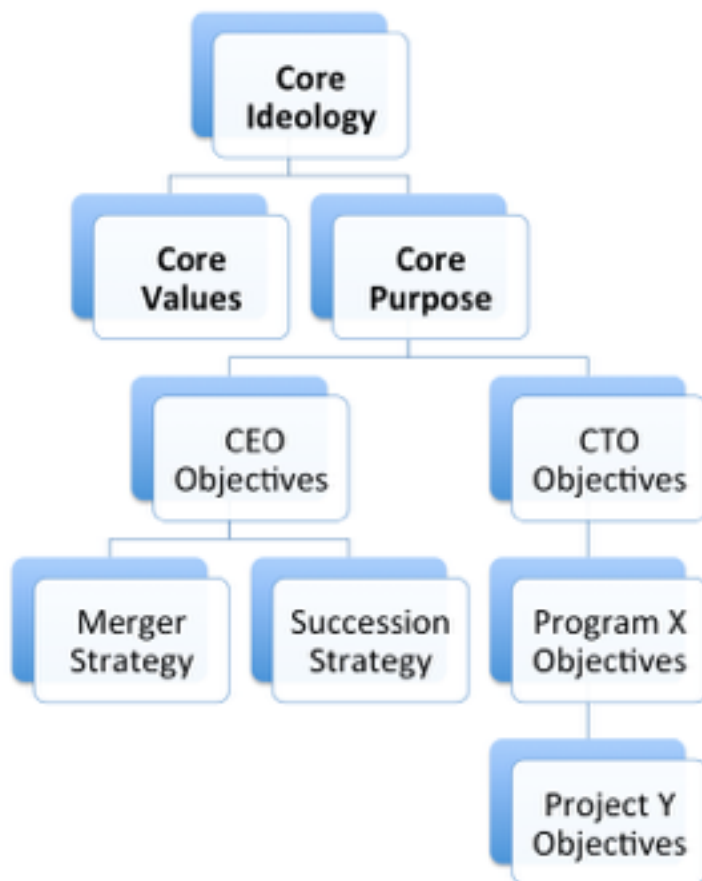 Core
Ideology
Core
Values
Core
Purpose
CEO
Objectives
CTO
Objectives
Merger
Strategy
Succession
Strategy
Program X
Objectives
Project Y
Objectives